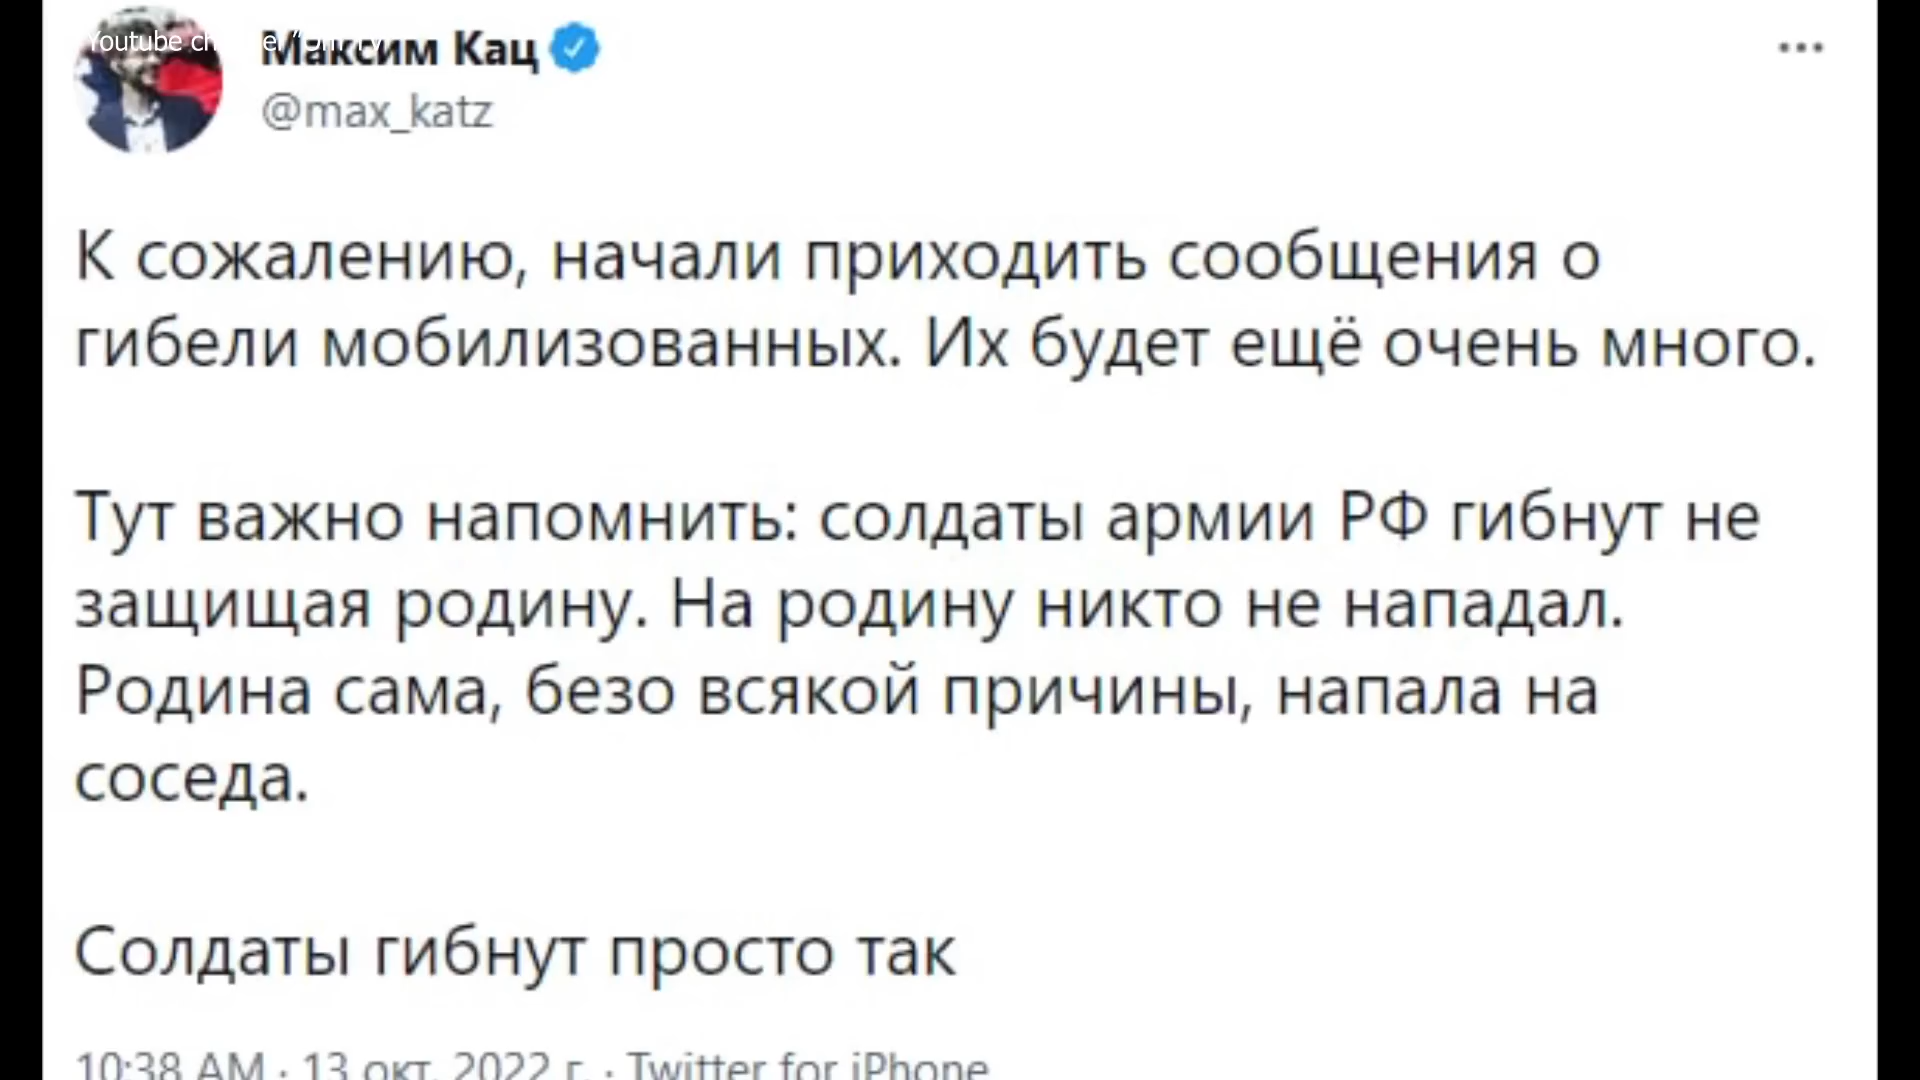 Youtube
Максим Кац
@max_katz
К сожалению, начали приходить сообщения о
гибели мобилизованных. Их будет ещё очень много.
Тут важно напомнить: солдаты армии РФ гибнут не
защищая родину. На родину никто не нападал.
Родина сама, безо всякой причины, напала на
соседа.
Солдаты гибнут просто так
10:38 AM · 13 окт. 2022 г. · Twitter for iPhone